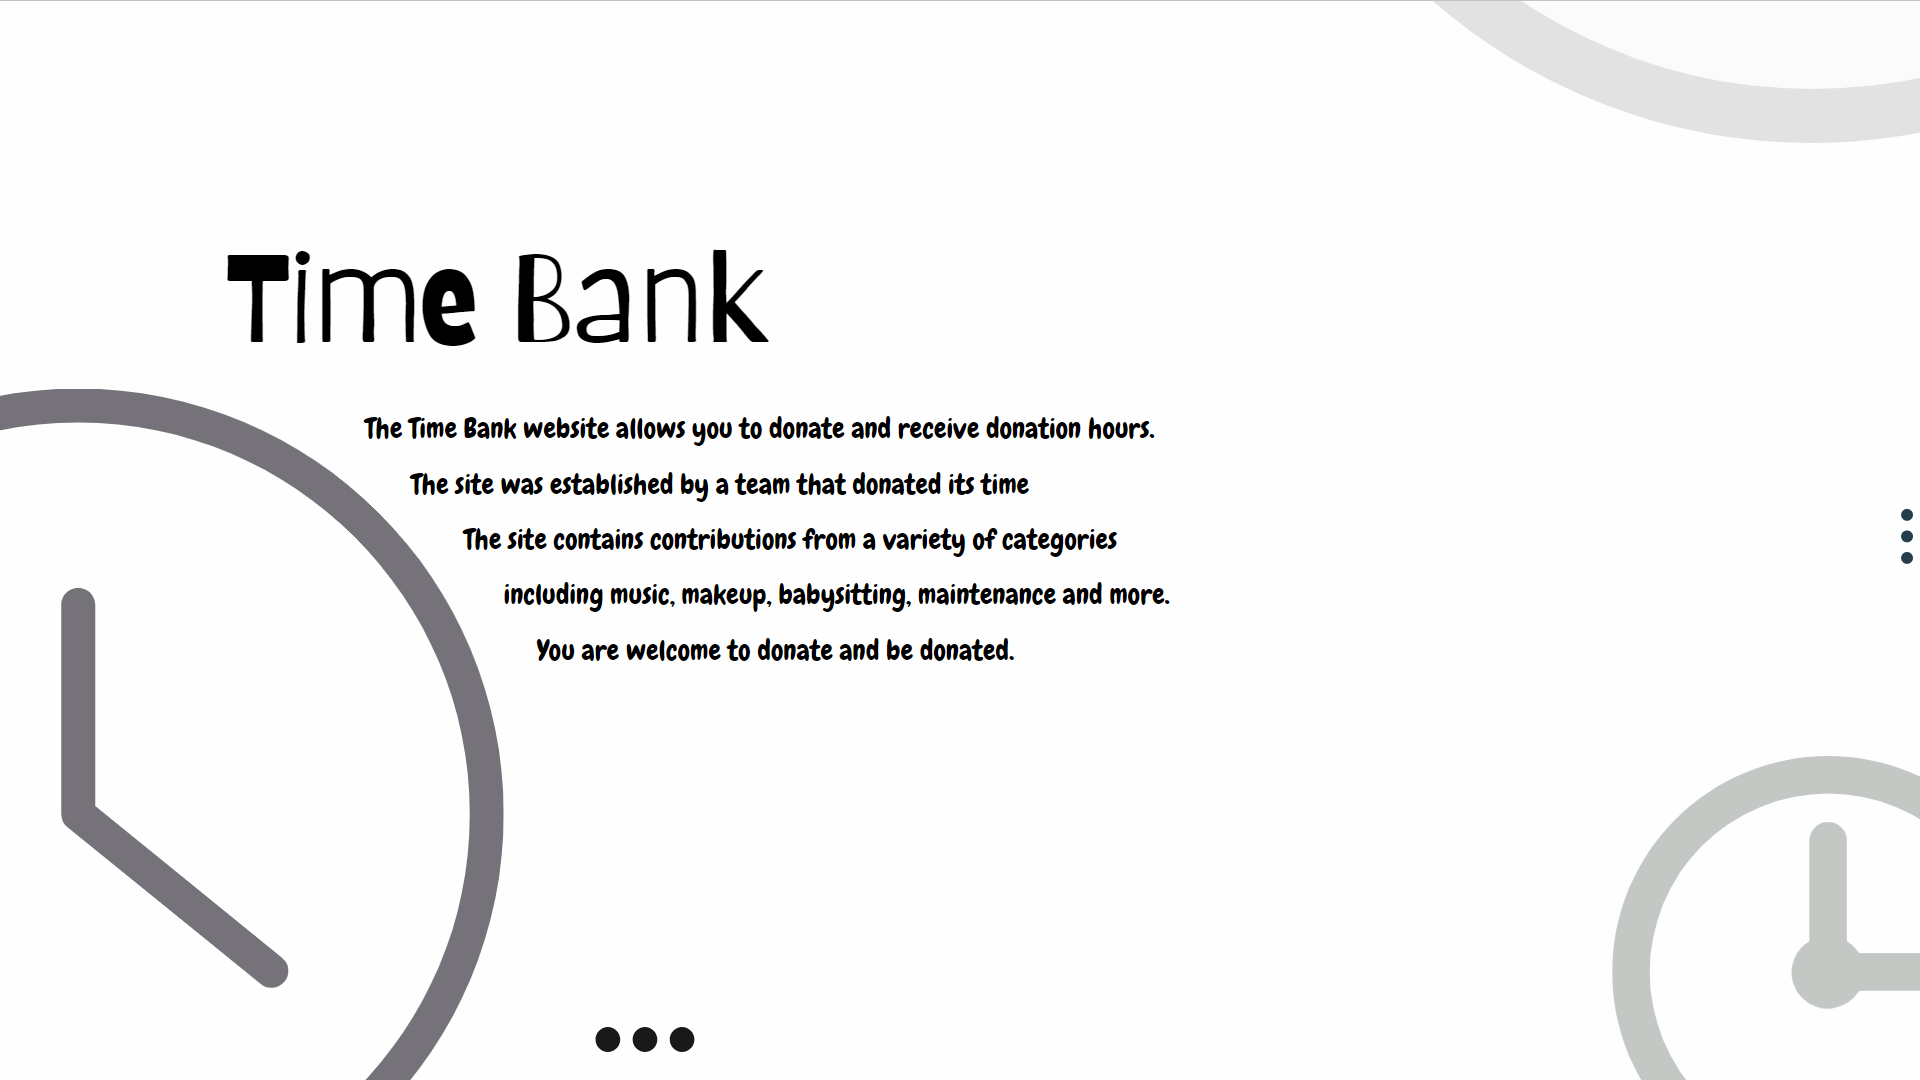 Time Bank
The Time Bank website allows you to donate and receive donation hours.
The site was established by a team that donated its time
The site contains contributions from a variety of categories
including music, makeup, babysitting, maintenance and more.
You are welcome to donate and be donated.